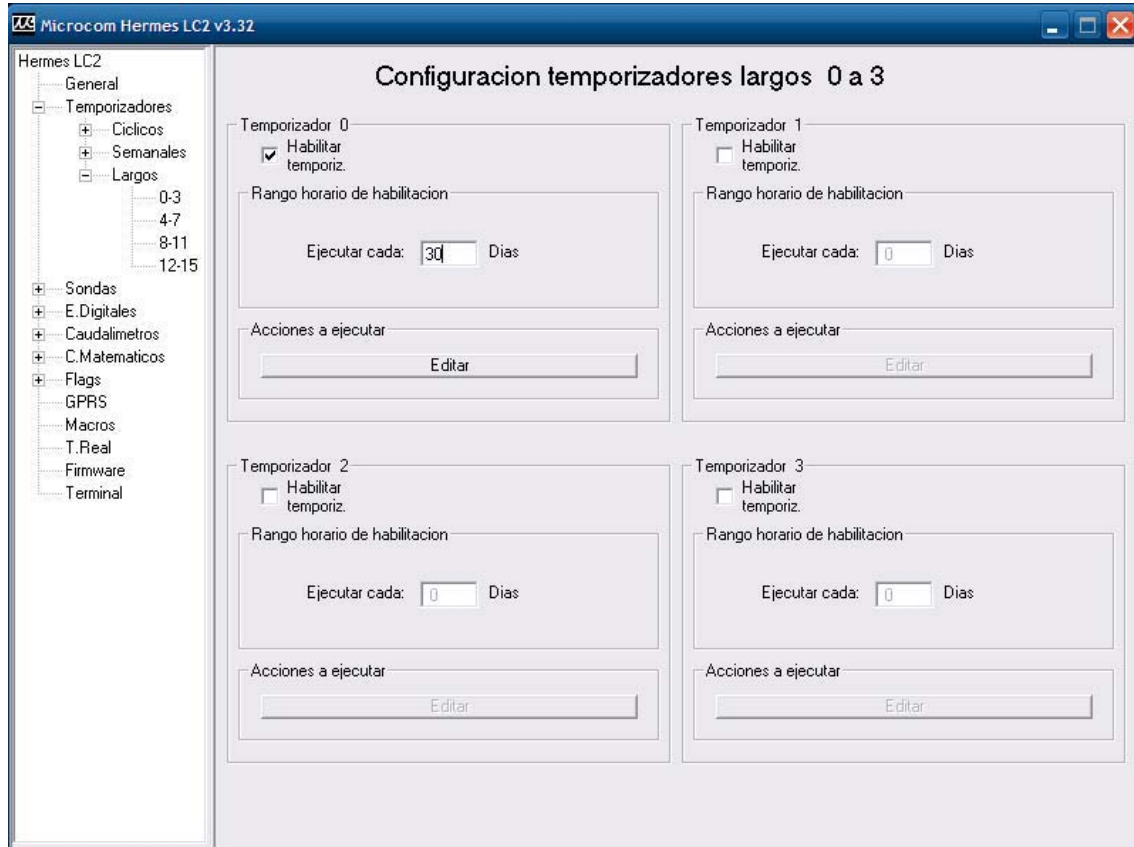 Microcom Hermes LC2 v3.32
Hermes LC2
General
Temporizadores
Ciclicos
Semanales
Largos
0-3
4-7
8-11
12-15
Sondas
E.Digitales
Caudalimetros
C.Matematicos
Flags
GPRS
Macros
T.Real
Firmware
Terminal
Configuracion temporizadores largos 0 a 3
Temporizador 0
Habilitar
temporiz.
Rango horario de habilitacion
Ejecutar cada: 30 Dias
Acciones a ejecutar
Editar
Temporizador 1
Habilitar
temporiz.
Rango horario de habilitacion
Ejecutar cada: 0 Dias
Acciones a ejecutar
Editar
Temporizador 2
Habilitar
temporiz.
Rango horario de habilitacion
Ejecutar cada: 0 Dias
Acciones a ejecutar
Editar
Temporizador 3
Habilitar
temporiz.
Rango horario de habilitacion
Ejecutar cada: 0 Dias
Acciones a ejecutar
Editar